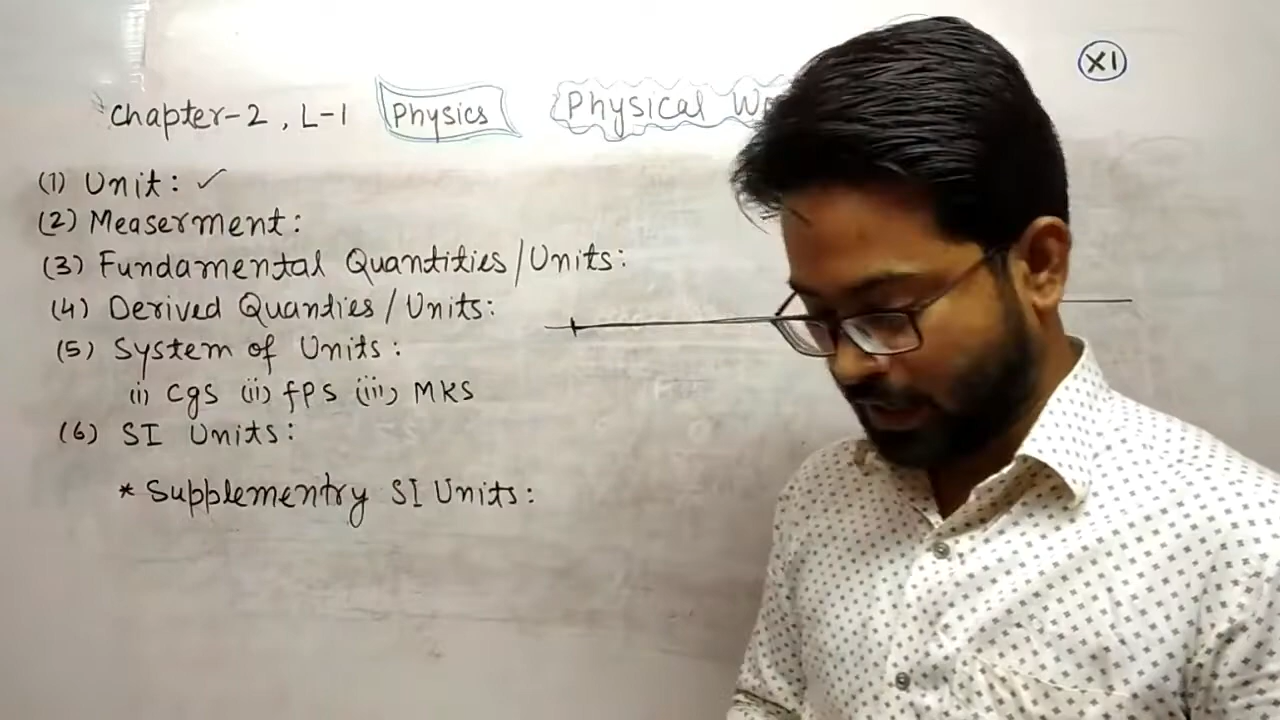 XI
Chapter-2, L-1 Physics Physical
(1) Unit: ✓
(2) Measerment:
(3) Fundamental Quantities/Units:
(4) Derived Quanties/Units:
(5) System of Units:
(i) cgs (ii) fps (iii) MKS
(6) SI Units:
* Supplementry SI Units: